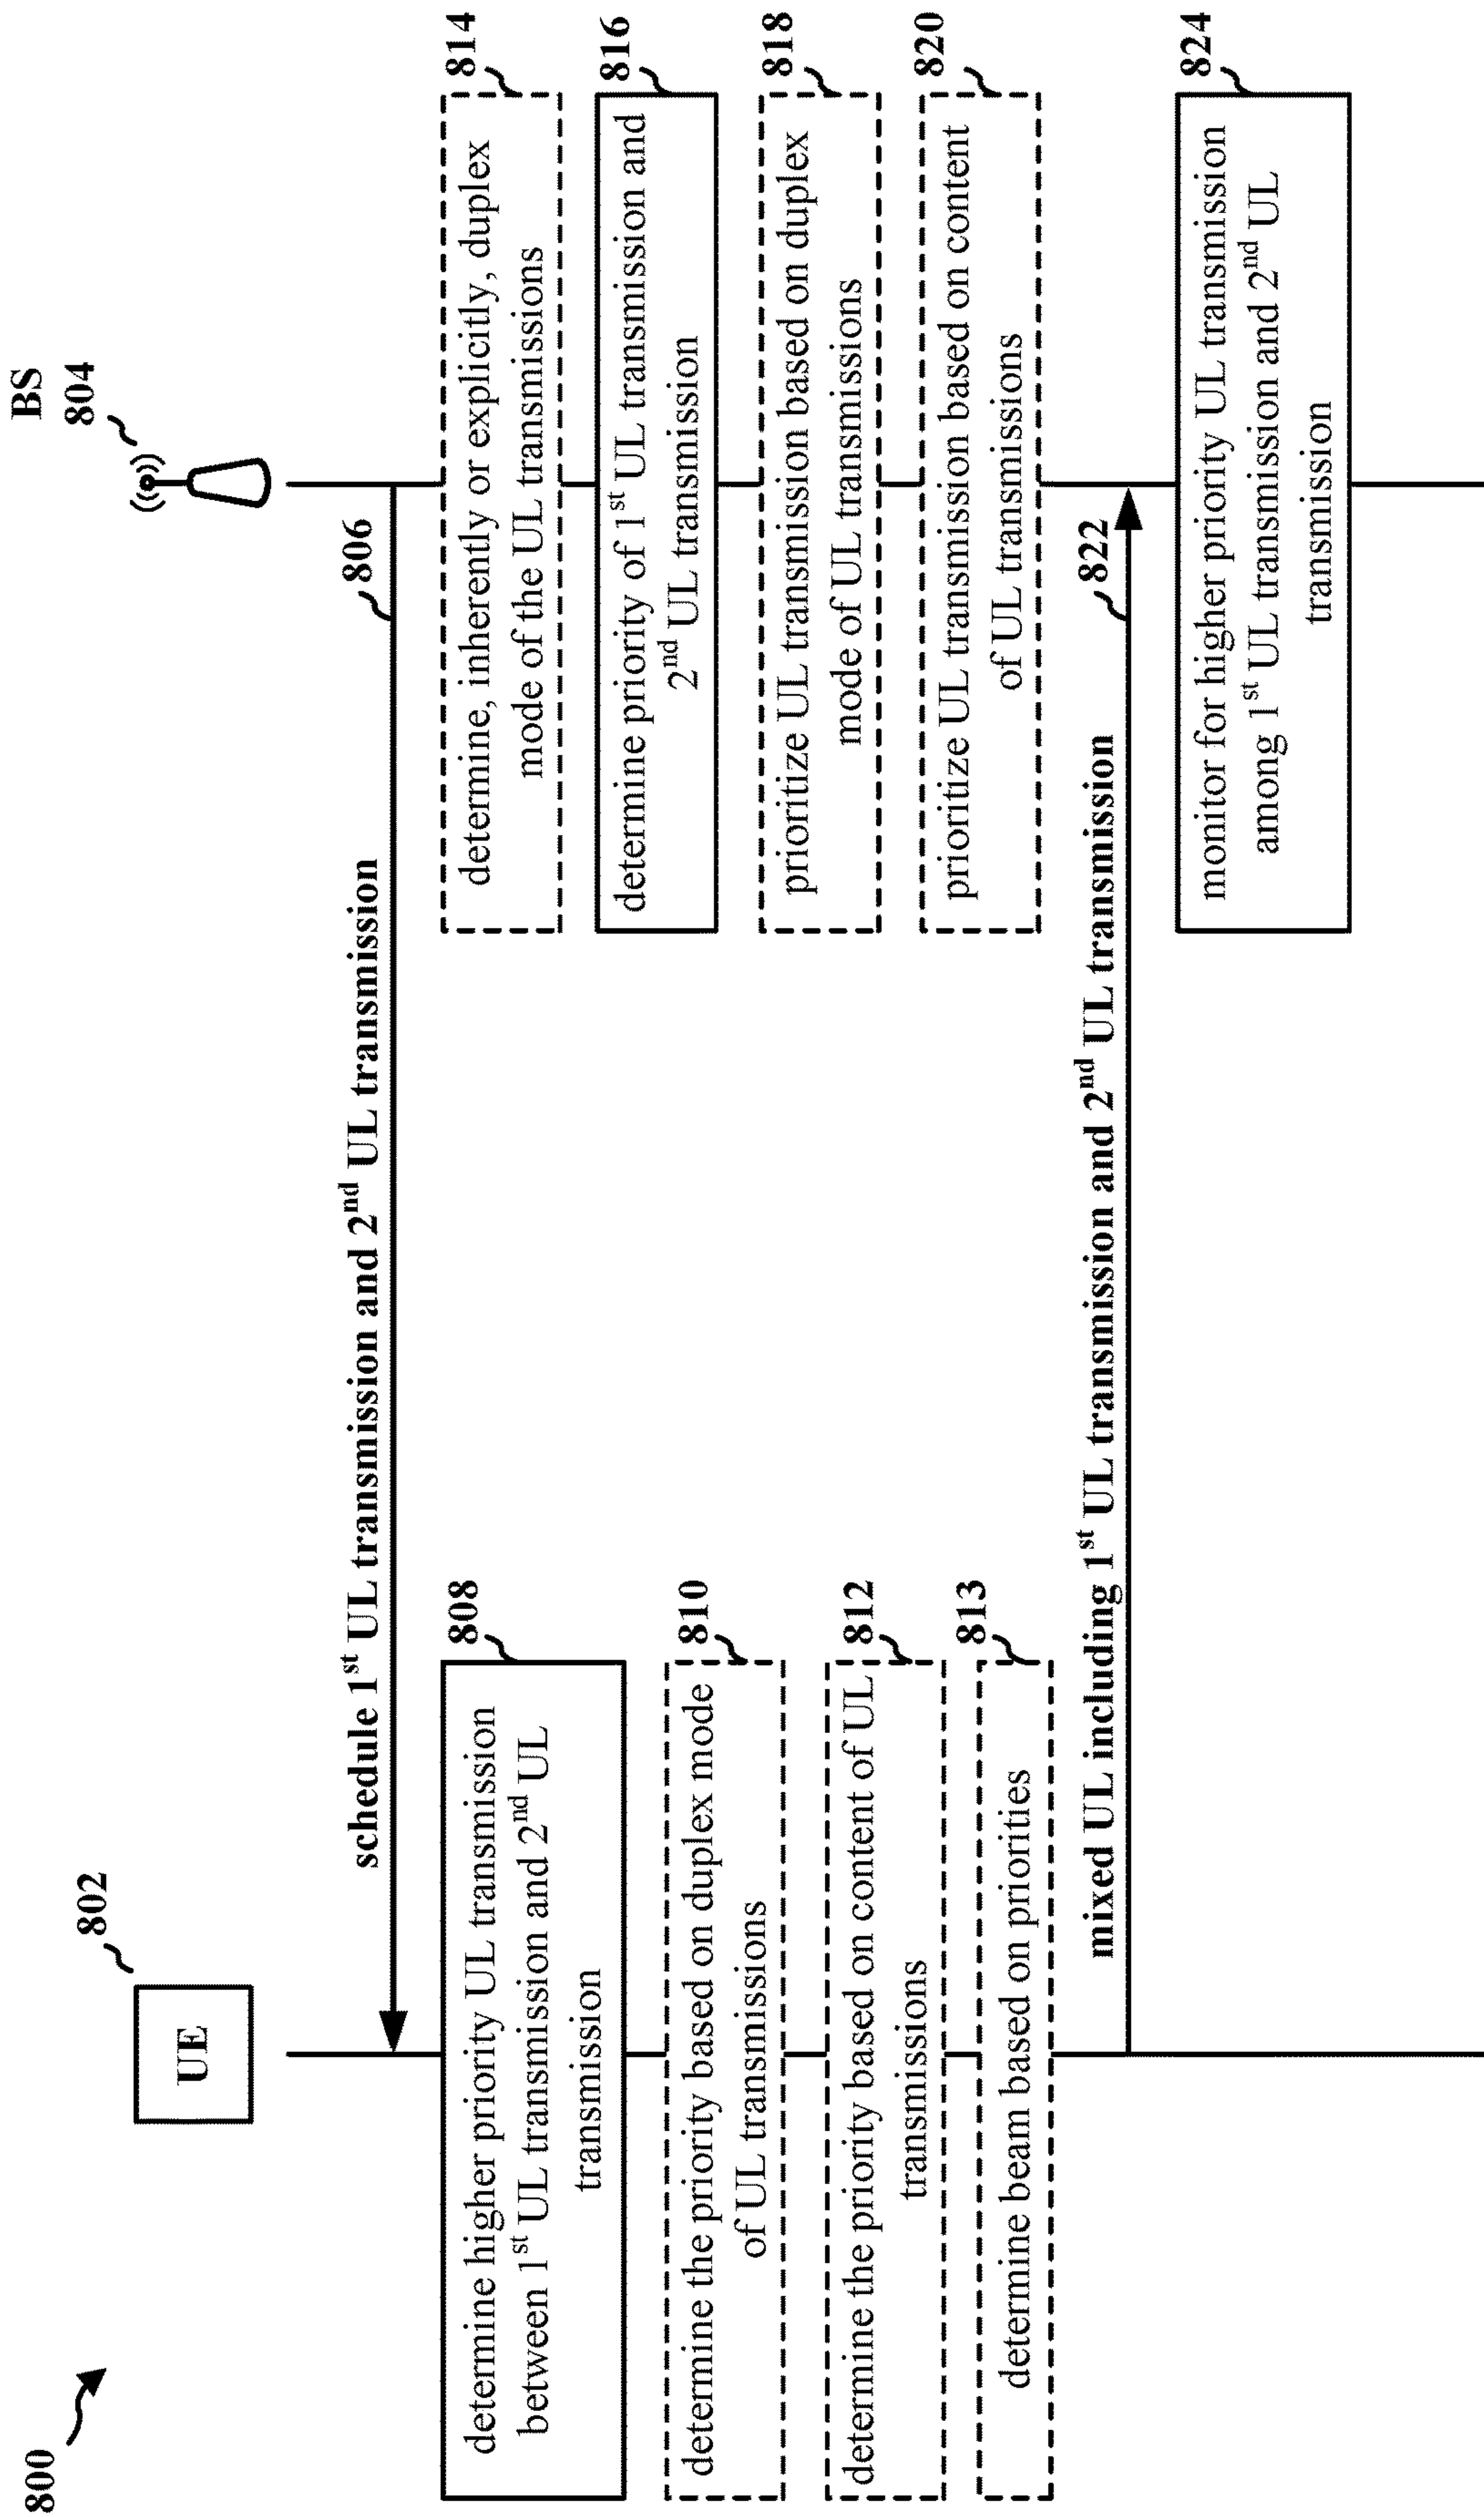 800
UE
802
BS
804
806
schedule 1st UL transmission and 2nd UL transmission
808
determine higher priority UL transmission
between 1st UL transmission and 2nd UL
transmission
810
determine the priority based on duplex mode
of UL transmissions
812
determine the priority based on content of UL
transmissions
813
determine beam based on priorities
814
determine, inherently or explicitly, duplex
mode of the UL transmissions
816
determine priority of 1st UL transmission and
2nd UL transmission
818
prioritize UL transmission based on duplex
mode of UL transmissions
820
prioritize UL transmission based on content
of UL transmissions
822
mixed UL including 1st UL transmission and 2nd UL transmission
824
monitor for higher priority UL transmission
among 1st UL transmission and 2nd UL
transmission